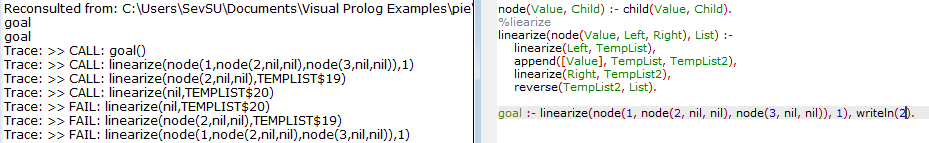 Reconsulted from: C:\Users\SevSU\Documents\Visual Prolog Examples\pie\
goal
goal
Trace: >> CALL: goal()
Trace: >> CALL: linearize(node(1,node(2,nil,nil),node(3,nil,nil)),1)
Trace: >> CALL: linearize(node(2,nil,nil),TEMPLIST$19)
Trace: >> CALL: linearize(nil,TEMPLIST$20)
Trace: >> FAIL: linearize(nil,TEMPLIST$20)
Trace: >> FAIL: linearize(node(2,nil,nil),TEMPLIST$19)
Trace: >> FAIL: linearize(node(1,node(2,nil,nil),node(3,nil,nil)),1)
node(Value, Child) :- child(Value, Child).
%liearize
linearize(node(Value, Left, Right), List) :-
linearize(Left, TempList),
append([Value], TempList, TempList2),
linearize(Right, TempList2),
reverse(TempList2, List).
goal :- linearize(node(1, node(2, nil, nil), node(3, nil, nil)), 1), writeln(2).